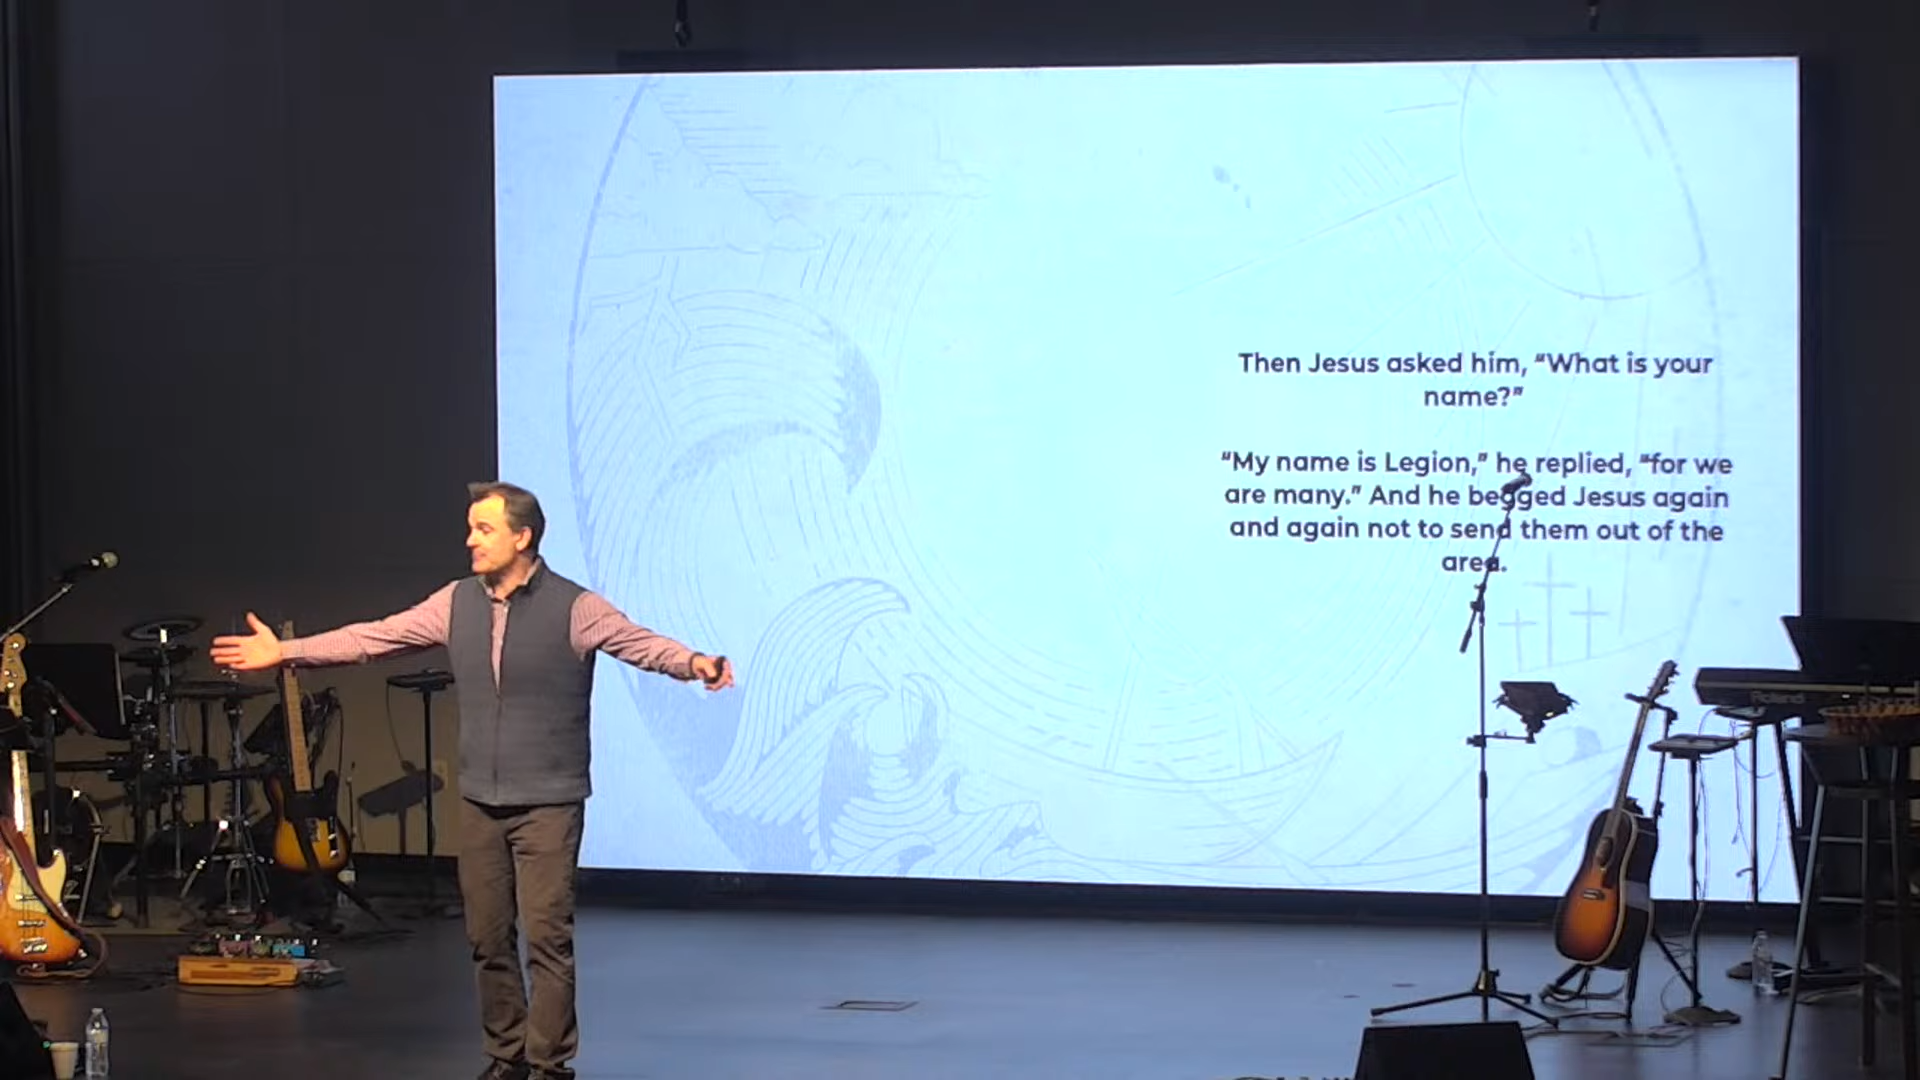 Then Jesus asked him, “What is your
name?”
“My name is Legion,” he replied, “for we
are many.” And he begged Jesus again
and again not to send them out of the
area.
Roland